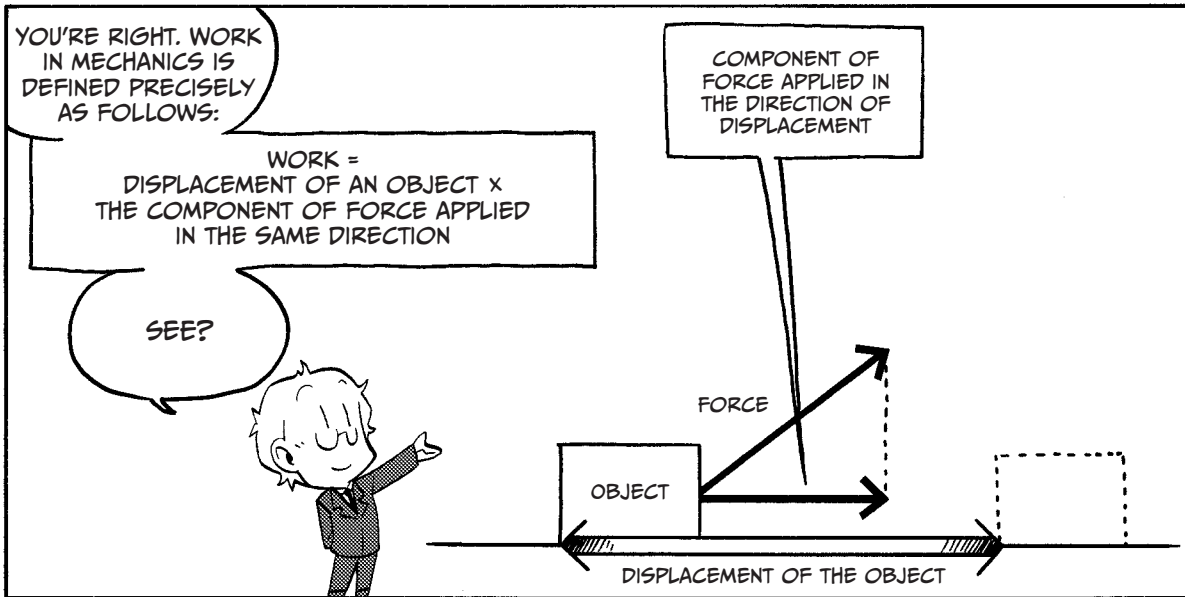 YOU'RE RIGHT. WORK
IN MECHANICS IS
DEFINED PRECISELY
AS FOLLOWS:
WORK =
DISPLACEMENT OF AN OBJECT ×
THE COMPONENT OF FORCE APPLIED
IN THE SAME DIRECTION
SEE?
COMPONENT OF
FORCE APPLIED IN
THE DIRECTION OF
DISPLACEMENT
FORCE
OBJECT
DISPLACEMENT OF THE OBJECT